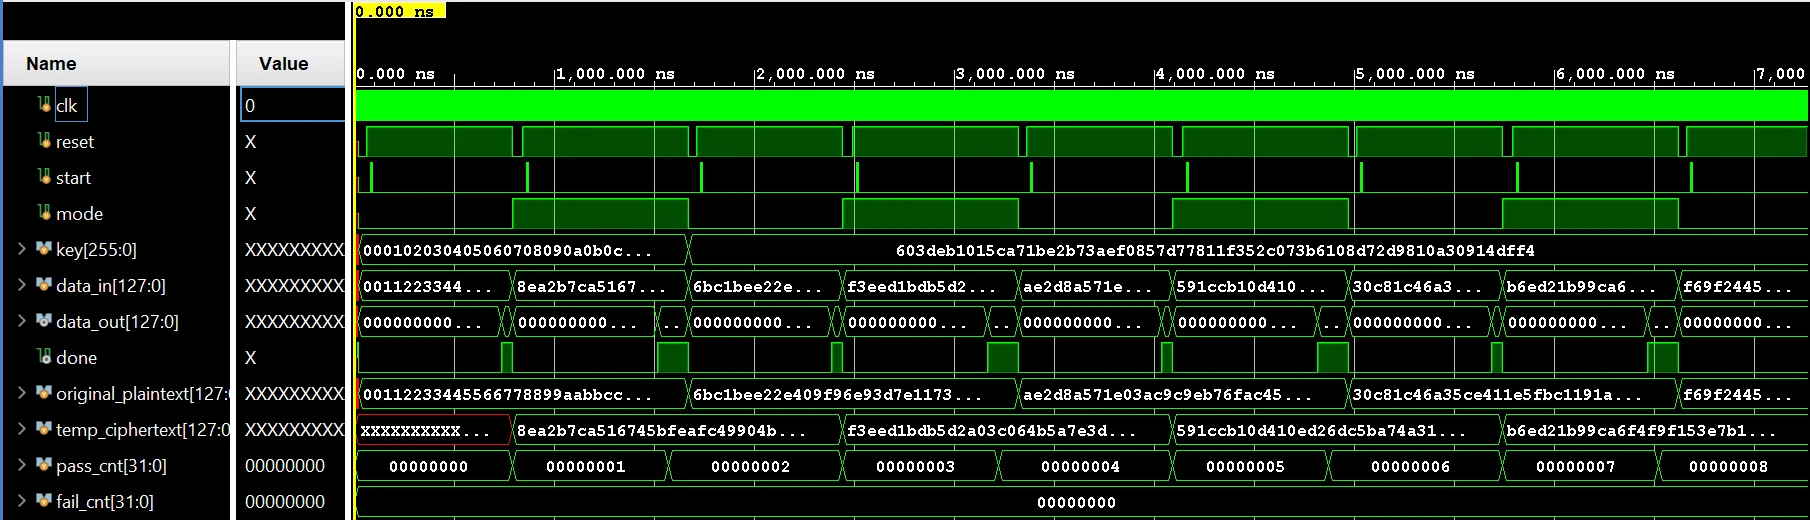 0.000 ns
Name Value
0.000 ns 1,000.000 ns 2,000.000 ns 3,000.000 ns 4,000.000 ns 5,000.000 ns 6,000.000 ns 7,000
clk 0
reset X
start X
mode X
key[255:0] XXXXXXXXX 000102030405060708090a0b0c... 603deb1015ca71be2b73aef0857d77811f352c073b6108d72d9810a30914dff4
data_in[127:0] XXXXXXXXX 0011223344... 8ea2b7ca5167... 6bc1bee22e... f3eed1bdb5d2... ae2d8a571e... 591ccb10d410... 30c81c46a3... b6ed21b99ca6... f69f2445...
data_out[127:0] XXXXXXXXX 000000000... 000000000... .. 000000000... 000000000... .. 000000000... 000000000... .. 000000000... 000000000... .. 000000000...
done X
original_plaintext[127: XXXXXXXXX 00112233445566778899aabbcc... 6bc1bee22e409f96e93d7e1173... ae2d8a571e03ac9c9eb76fac45... 30c81c46a35ce411e5fbc1191a... f69f2445...
temp_ciphertext[127:0 XXXXXXXXX xxxxxxxxxx... 8ea2b7ca516745bfeafc49904b... f3eed1bdb5d2a03c064b5a7e3d... 591ccb10d410ed26dc5ba74a31... b6ed21b99ca6f4f9f153e7b1...
pass_cnt[31:0] 00000000 00000000 00000001 00000002 00000003 00000004 00000005 00000006 00000007 00000008
fail_cnt[31:0] 00000000 00000000